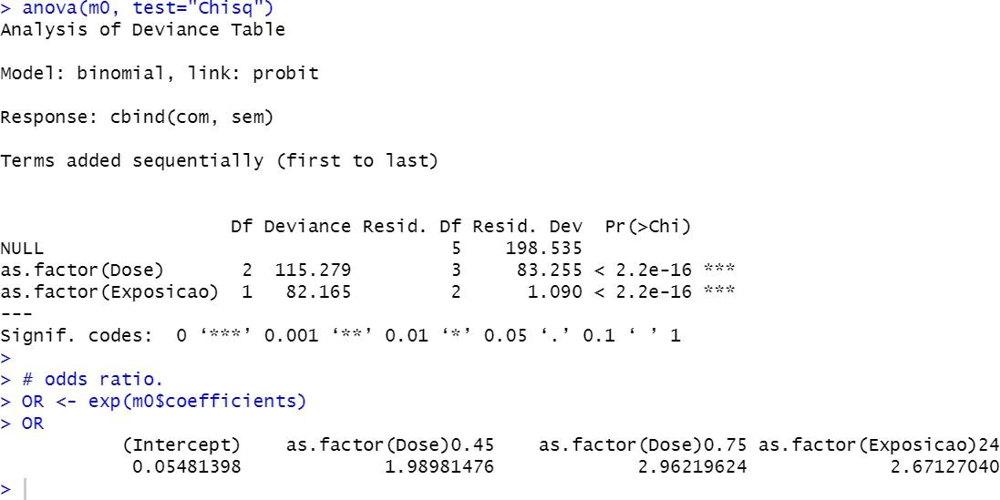 > anova(m0, test="Chisq")
Analysis of Deviance Table
Model: binomial, link: probit
Response: cbind(com, sem)
Terms added sequentially (first to last)
Df Deviance Resid. Df Resid. Dev Pr(>Chi)
NULL 5 198.535
as.factor(Dose) 2 115.279 3 83.255 < 2.2e-16 ***
as.factor(Exposicao) 1 82.165 2 1.090 < 2.2e-16 ***
---
Signif. codes: 0 ‘***’ 0.001 ‘**’ 0.01 ‘*’ 0.05 ‘.’ 0.1 ‘ ’ 1
>
> # odds ratio.
> OR <- exp(m0$coefficients)
> OR
(Intercept) as.factor(Dose)0.45 as.factor(Dose)0.75 as.factor(Exposicao)24
0.05481398 1.98981476 2.96219624 2.67127040
>